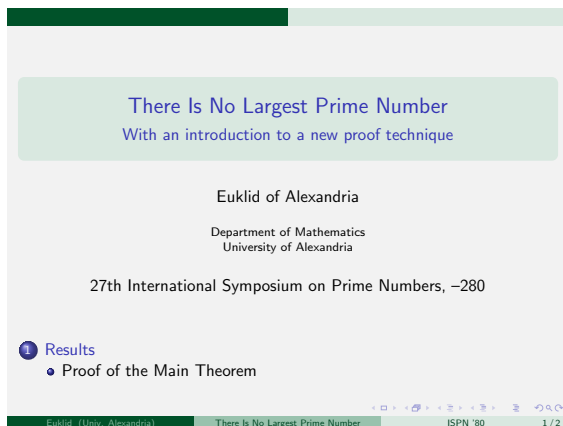 There Is No Largest Prime Number
With an introduction to a new proof technique
Euklid of Alexandria
Department of Mathematics
University of Alexandria
27th International Symposium on Prime Numbers, –280
1 Results
Proof of the Main Theorem
Euklid (Univ. Alexandria) There Is No Largest Prime Number ISPN '80 1 / 2